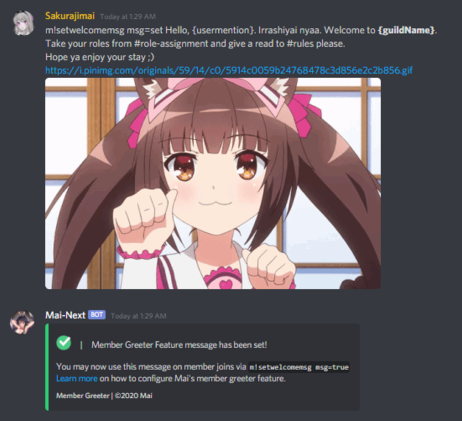 Sakurajimai Today at 1:29 AM
m!setwelcomemsg msg=set Hello, {usermention}. Irrashiyai nyaa. Welcome to {guildName}.
Take your roles from #role-assignment and give a read to #rules please.
Hope ya enjoy your stay ;)
https://i.pinimg.com/originals/59/14/c0/5914c0059b24768478c3d856e2c2b856.gif
Mai-Next BOT Today at 1:29 AM
| Member Greeter Feature message has been set!
You may now use this message on member joins via m!setwelcomemsg msg=true
Learn more on how to configure Mai's member greeter feature.
Member Greeter | ©2020 Mai